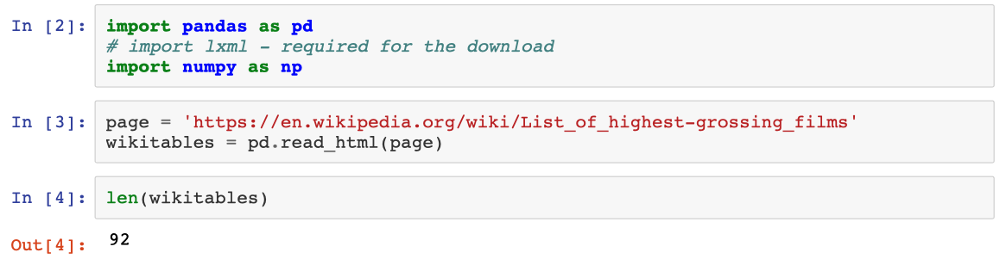 In [2]: import pandas as pd
# import lxml - required for the download
import numpy as np
In [3]: page = 'https://en.wikipedia.org/wiki/List_of_highest-grossing_films'
wikitables = pd.read_html(page)
In [4]: len(wikitables)
Out[4]: 92